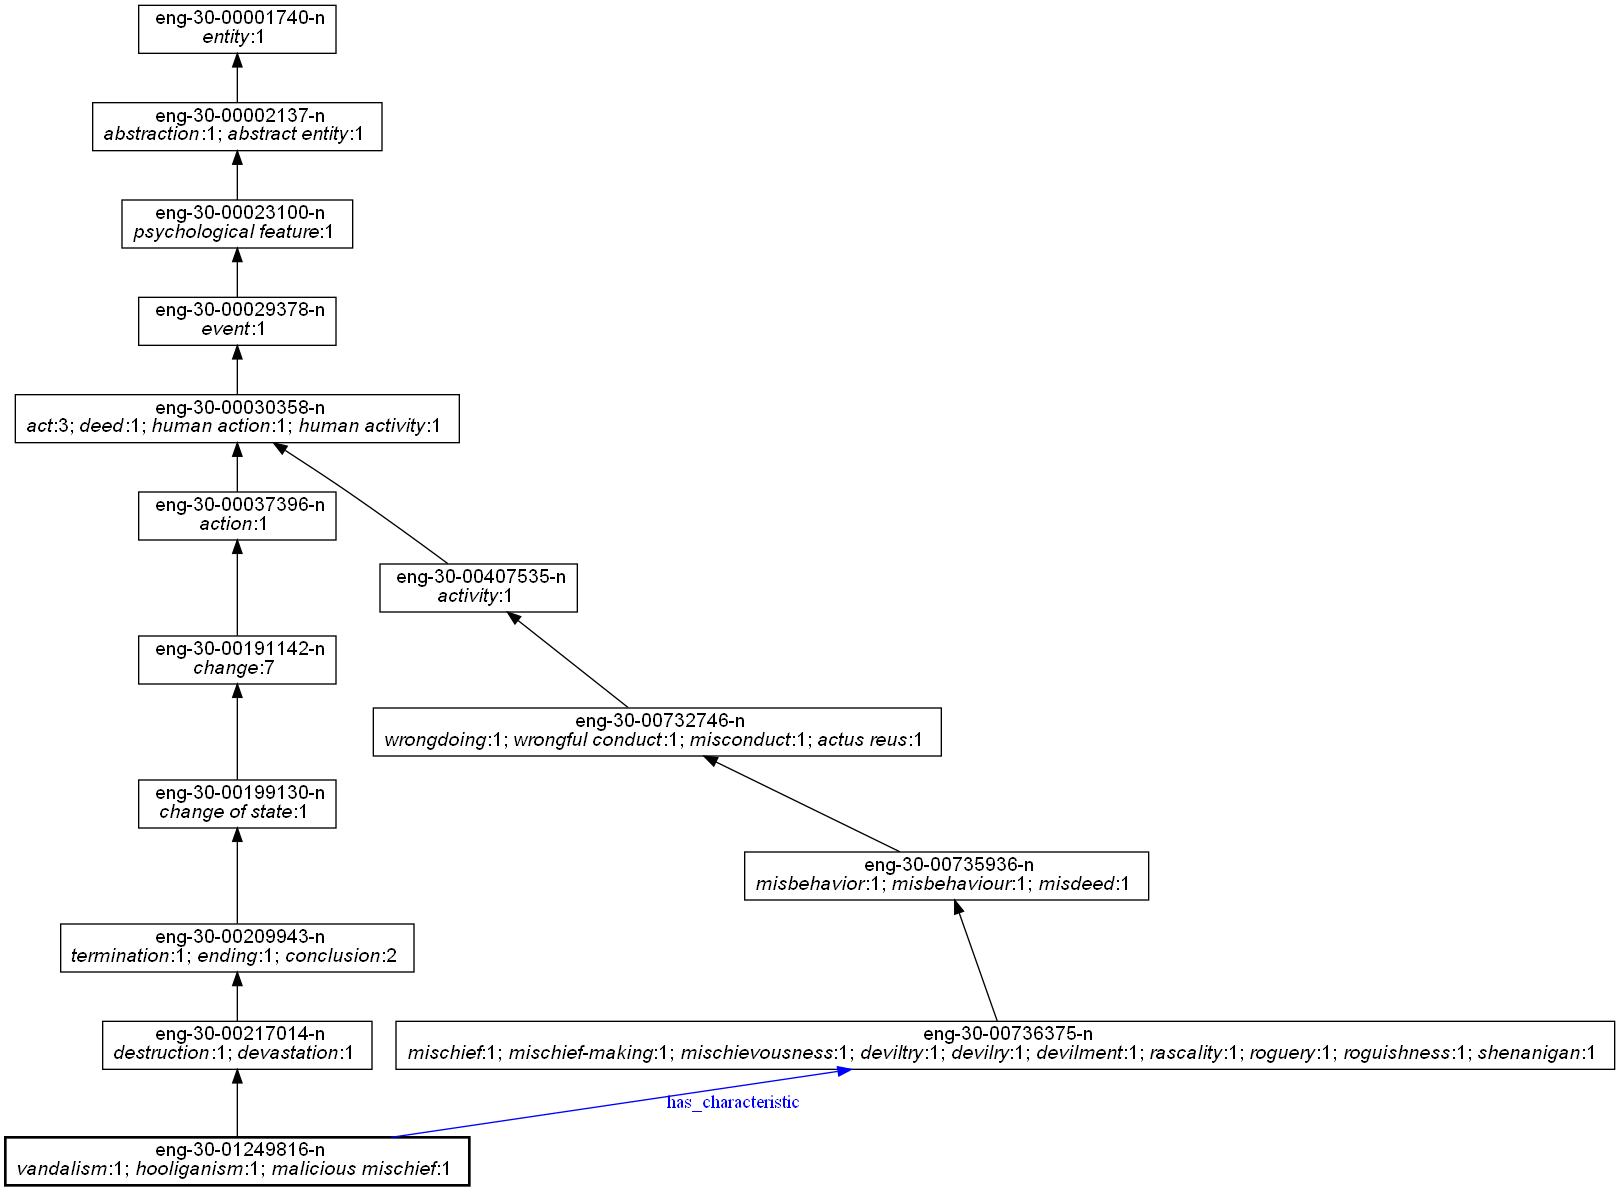 eng-30-00001740-n
entity:1
eng-30-00002137-n
abstraction:1; abstract entity:1
eng-30-00023100-n
psychological feature:1
eng-30-00029378-n
event:1
eng-30-00030358-n
act:3; deed:1; human action:1; human activity:1
eng-30-00037396-n
action:1
eng-30-00407535-n
activity:1
eng-30-00191142-n
change:7
eng-30-00732746-n
wrongdoing:1; wrongful conduct:1; misconduct:1; actus reus:1
eng-30-00199130-n
change of state:1
eng-30-00735936-n
misbehavior:1; misbehaviour:1; misdeed:1
eng-30-00209943-n
termination:1; ending:1; conclusion:2
eng-30-00217014-n
destruction:1; devastation:1
eng-30-00736375-n
mischief:1; mischief-making:1; mischievousness:1; deviltry:1; devilry:1; devilment:1; rascality:1; roguery:1; roguishness:1; shenanigan:1
has_characteristic
eng-30-01249816-n
vandalism:1; hooliganism:1; malicious mischief:1